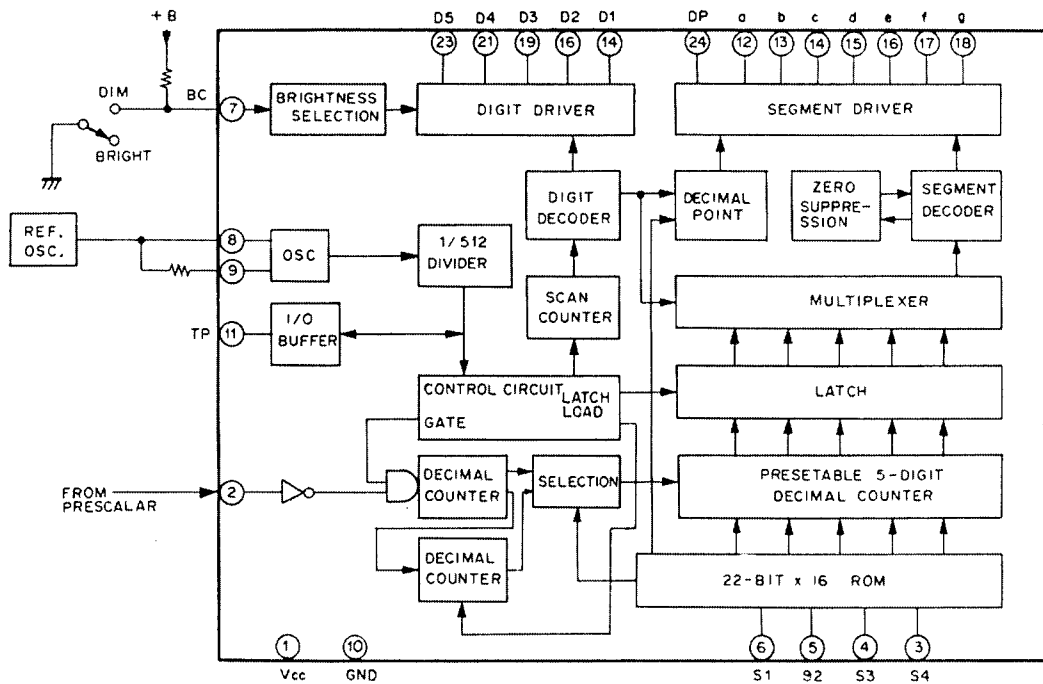 +B
D5 D4 D3 D2 D1 DP a b c d e f g
23 21 19 16 14 24 12 13 14 15 16 17 18
DIM
BC
7
BRIGHTNESS
SELECTION
DIGIT DRIVER
SEGMENT DRIVER
BRIGHT
DIGIT
DECODER
DECIMAL
POINT
ZERO
SUPPRE-
SSION
SEGMENT
DECODER
REF.
OSC.
8
9
OSC
1/512
DIVIDER
SCAN
COUNTER
MULTIPLEXER
TP
11
I/O
BUFFER
CONTROL CIRCUIT
LATCH
LOAD
GATE
LATCH
FROM
PRESCALAR
2
DECIMAL
COUNTER
SELECTION
PRESETABLE 5-DIGIT
DECIMAL COUNTER
DECIMAL
COUNTER
22-BIT x 16 ROM
1
10
6 5 4 3
Vcc
GND
S1 92 S3 S4